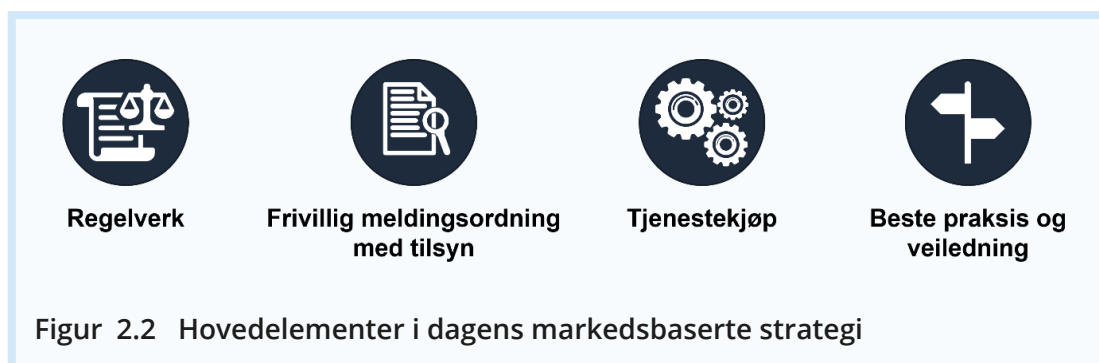 Regelverk
Frivillig meldingsordning
med tilsyn
Tjenestekjøp
Beste praksis og
veiledning
Figur 2.2 Hovedelementer i dagens markedsbaserte strategi